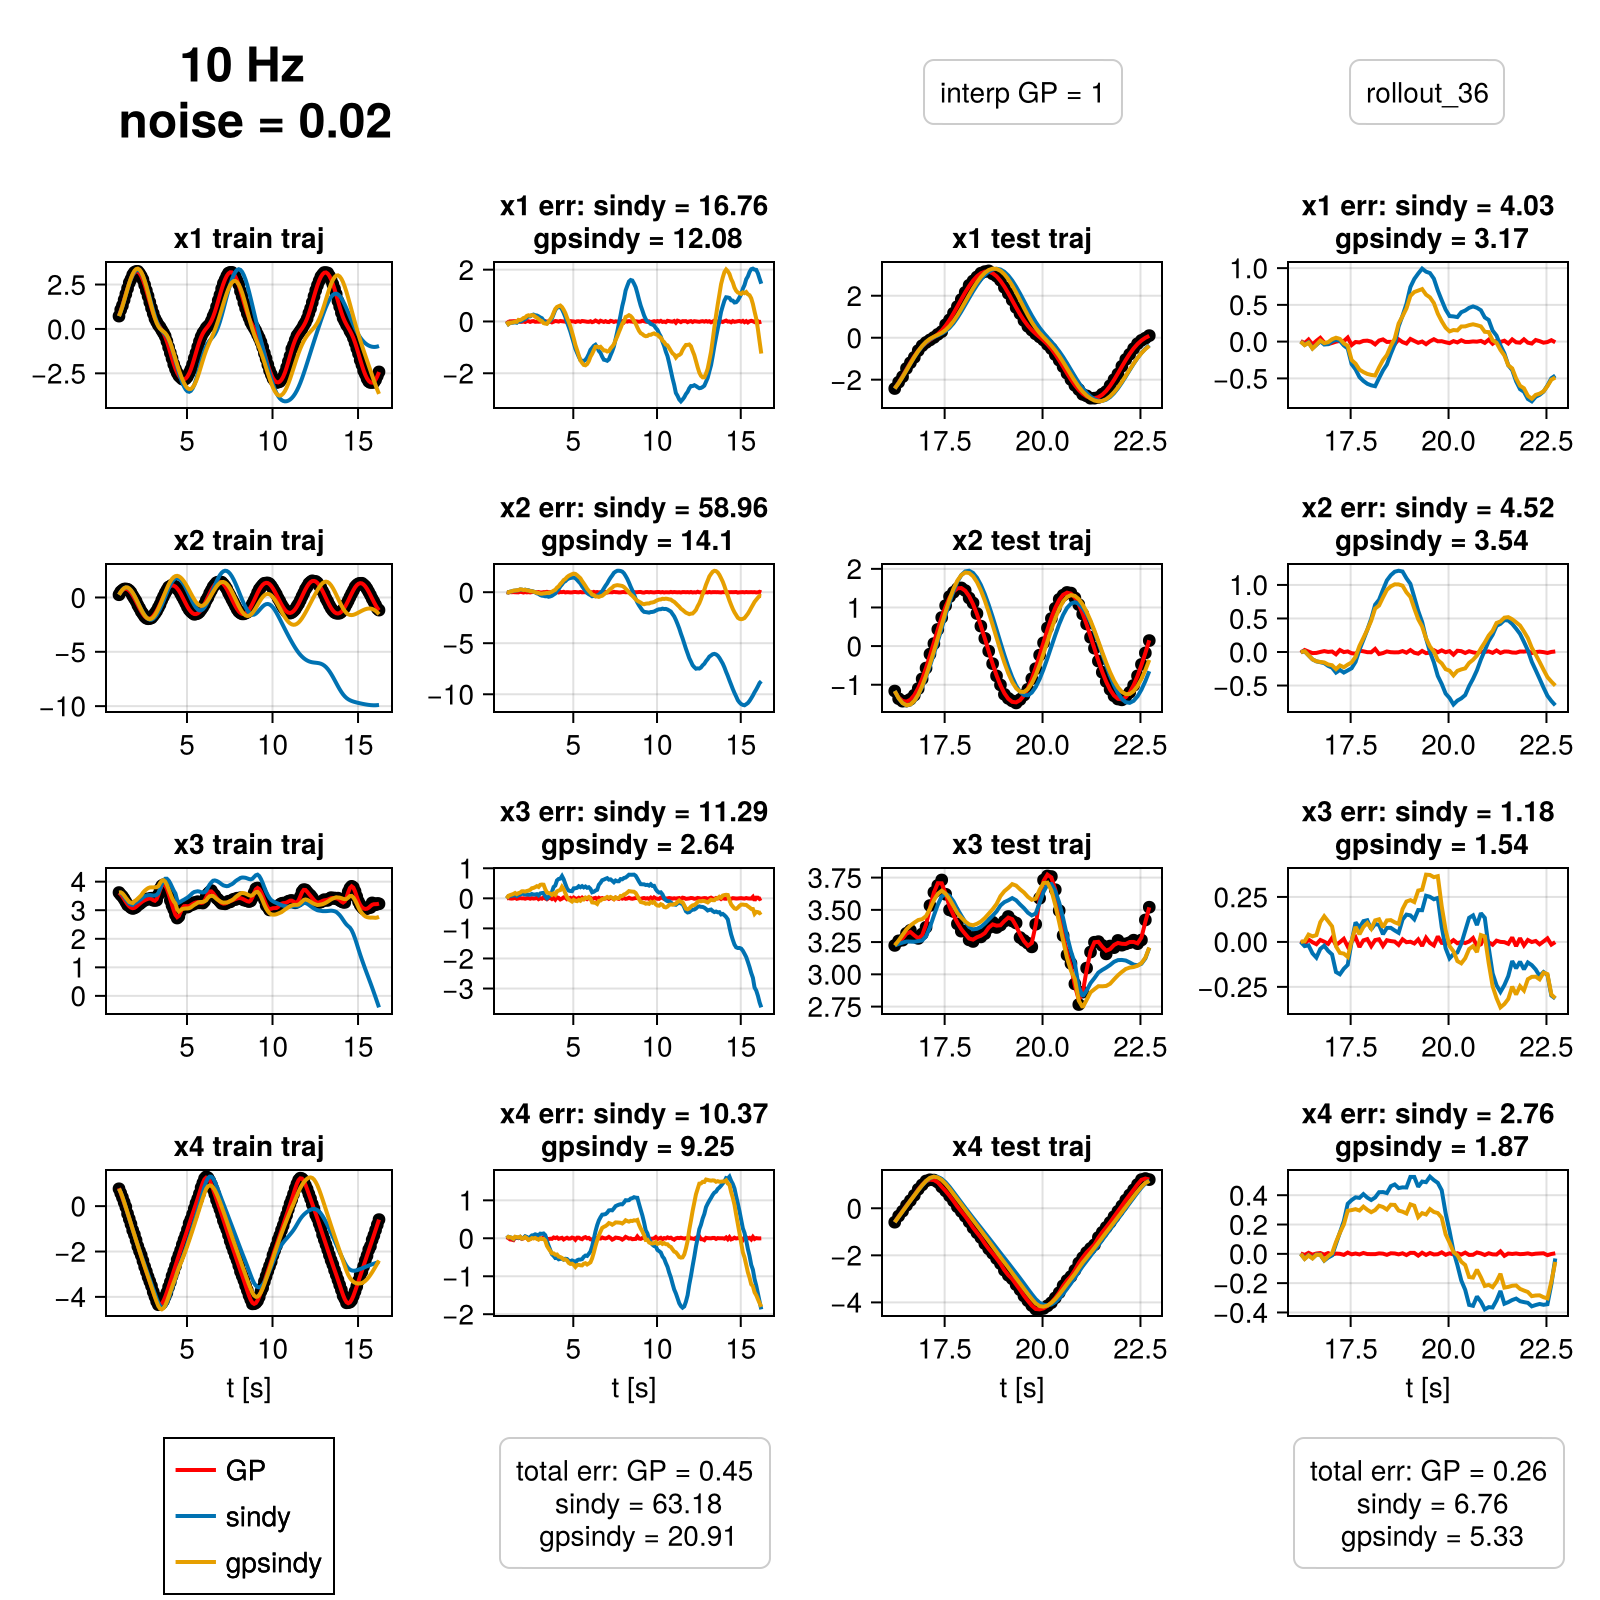 10 Hz
noise = 0.02
interp GP = 1
rollout_36
x1 train traj
2.5
0.0
−2.5
5 10 15
x1 err: sindy = 16.76
gpsindy = 12.08
2
0
−2
5 10 15
x1 test traj
2
0
−2
17.5 20.0 22.5
x1 err: sindy = 4.03
gpsindy = 3.17
1.0
0.5
0.0
−0.5
17.5 20.0 22.5
x2 train traj
0
−5
−10
5 10 15
x2 err: sindy = 58.96
gpsindy = 14.1
0
−5
−10
5 10 15
x2 test traj
2
1
0
−1
17.5 20.0 22.5
x2 err: sindy = 4.52
gpsindy = 3.54
1.0
0.5
0.0
−0.5
17.5 20.0 22.5
x3 train traj
4
3
2
1
0
5 10 15
x3 err: sindy = 11.29
gpsindy = 2.64
1
0
−1
−2
−3
5 10 15
x3 test traj
3.75
3.50
3.25
3.00
2.75
17.5 20.0 22.5
x3 err: sindy = 1.18
gpsindy = 1.54
0.25
0.00
−0.25
17.5 20.0 22.5
x4 train traj
0
−2
−4
5 10 15
t [s]
x4 err: sindy = 10.37
gpsindy = 9.25
1
0
−1
−2
5 10 15
t [s]
x4 test traj
0
−2
−4
17.5 20.0 22.5
t [s]
x4 err: sindy = 2.76
gpsindy = 1.87
0.4
0.2
0.0
−0.2
−0.4
17.5 20.0 22.5
t [s]
GP
sindy
gpsindy
total err: GP = 0.45
sindy = 63.18
gpsindy = 20.91
total err: GP = 0.26
sindy = 6.76
gpsindy = 5.33